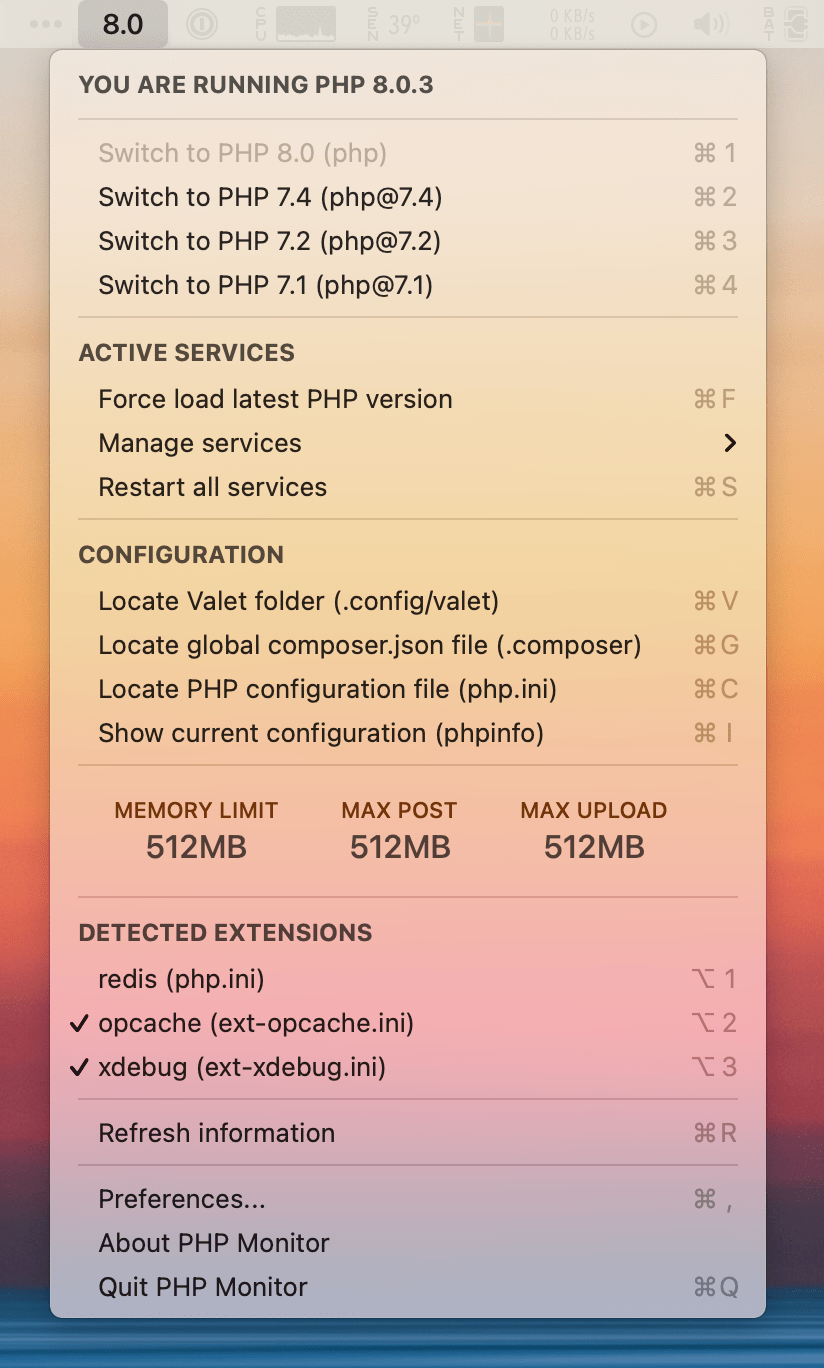 8.0
CPU
SEN
39°
NET
0 KB/s
0 KB/s
BAT
YOU ARE RUNNING PHP 8.0.3
Switch to PHP 8.0 (php) ⌘ 1
Switch to PHP 7.4 (php@7.4) ⌘ 2
Switch to PHP 7.2 (php@7.2) ⌘ 3
Switch to PHP 7.1 (php@7.1) ⌘ 4
ACTIVE SERVICES
Force load latest PHP version ⌘ F
Manage services
Restart all services ⌘ S
CONFIGURATION
Locate Valet folder (.config/valet) ⌘ V
Locate global composer.json file (.composer) ⌘ G
Locate PHP configuration file (php.ini) ⌘ C
Show current configuration (phpinfo) ⌘ I
MEMORY LIMIT MAX POST MAX UPLOAD
512MB 512MB 512MB
DETECTED EXTENSIONS
redis (php.ini) ⌥ 1
✓ opcache (ext-opcache.ini) ⌥ 2
✓ xdebug (ext-xdebug.ini) ⌥ 3
Refresh information ⌘ R
Preferences... ⌘ ,
About PHP Monitor
Quit PHP Monitor ⌘ Q